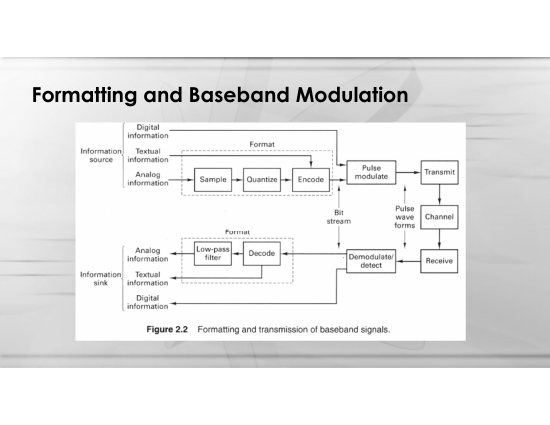 Formatting and Baseband Modulation
Digital
information
Information
source
Textual
information
Analog
information
Format
Sample
Quantize
Encode
Pulse
modulate
Transmit
Bit
stream
Pulse
wave
forms
Channel
Format
Analog
information
Low-pass
filter
Decode
Demodulate/
detect
Receive
Information
sink
Textual
information
Digital
information
Figure 2.2 Formatting and transmission of baseband signals.